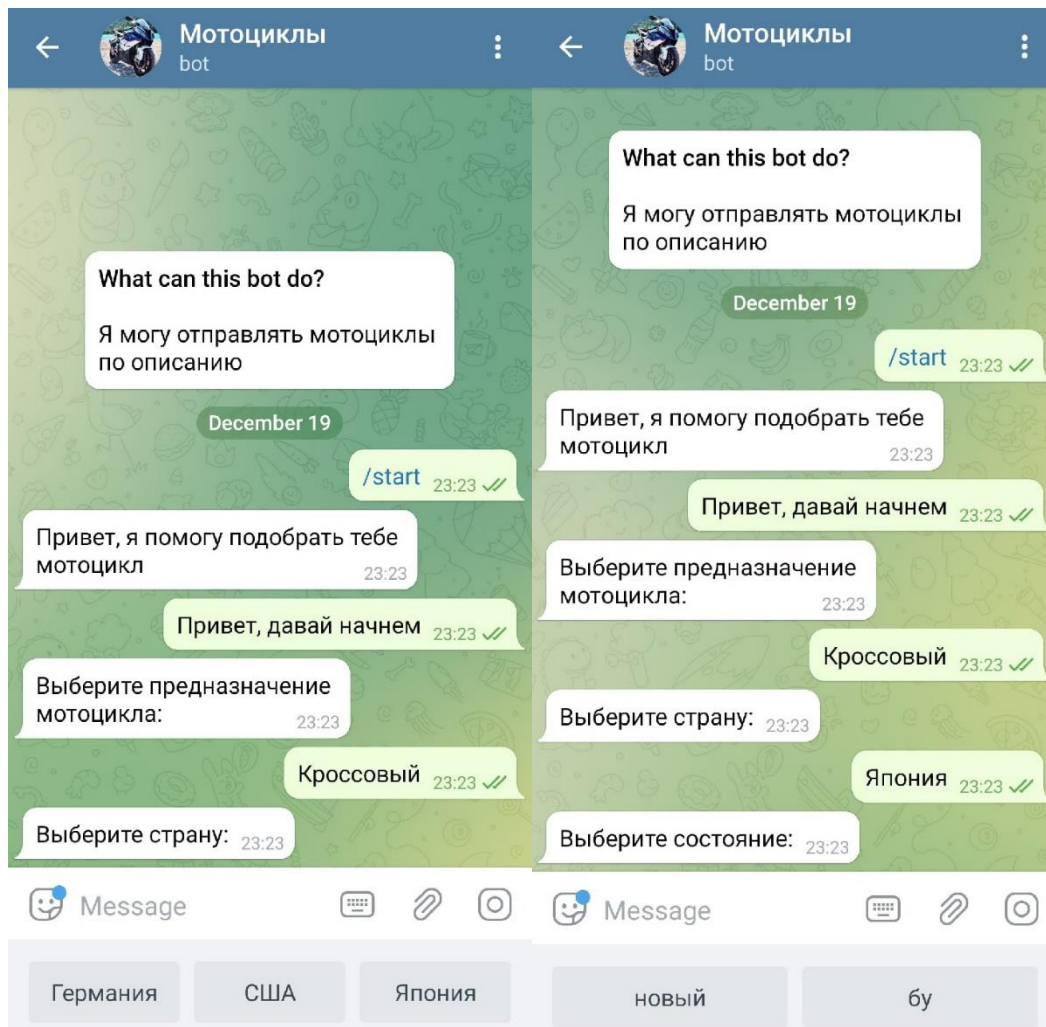 Мотоциклы
bot
What can this bot do?
Я могу отправлять мотоциклы
по описанию
December 19
/start 23:23
Привет, я помогу подобрать тебе
мотоцикл 23:23
Привет, давай начнем 23:23
Выберите предназначение
мотоцикла: 23:23
Кроссовый 23:23
Выберите страну: 23:23
Message
Германия США Япония
Мотоциклы
bot
What can this bot do?
Я могу отправлять мотоциклы
по описанию
December 19
/start 23:23
Привет, я помогу подобрать тебе
мотоцикл 23:23
Привет, давай начнем 23:23
Выберите предназначение
мотоцикла: 23:23
Кроссовый 23:23
Выберите страну: 23:23
Япония 23:23
Выберите состояние: 23:23
Message
новый бу